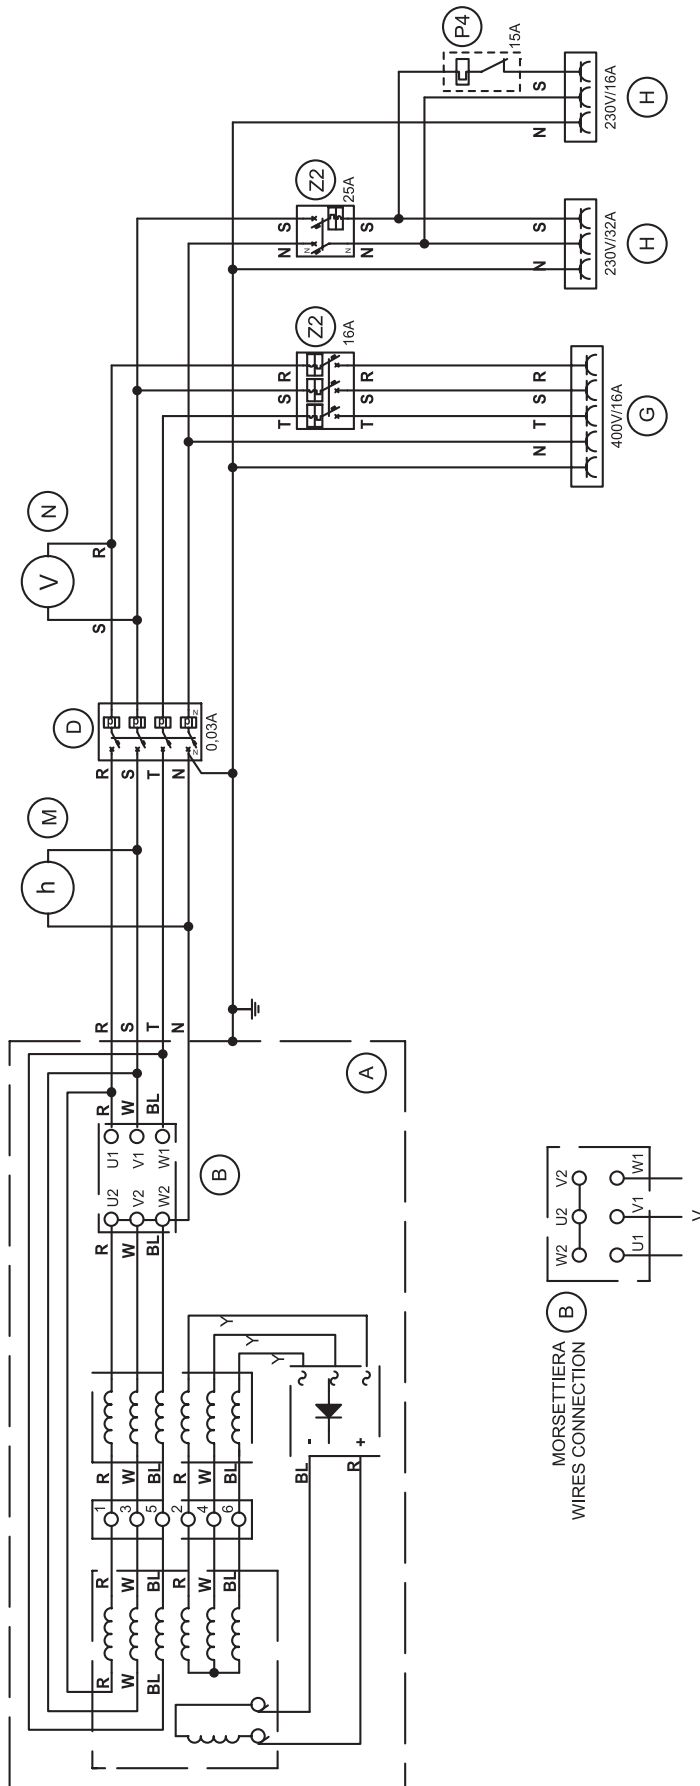 P4
15A
S
N
230V/16A
H
Z2
25A
S
N
N
N
S
N
S
N
230V/32A
H
Z2
16A
R
S
T
R
S
T
R
S
T
N
400V/16A
G
N
V
R
S
D
N
N
0,03A
R
S
T
N
M
h
R
S
T
N
A
R
W
BL
U1
V1
W1
U2
V2
W2
B
R
W
BL
Y
Y
Y
-
+
BL
R
R
W
BL
R
W
BL
1
3
5
2
4
6
R
W
BL
R
W
BL
R
W
BL
W2
U2
V2
U1
V1
W1
V
B
MORSETTIERA
WIRES CONNECTION